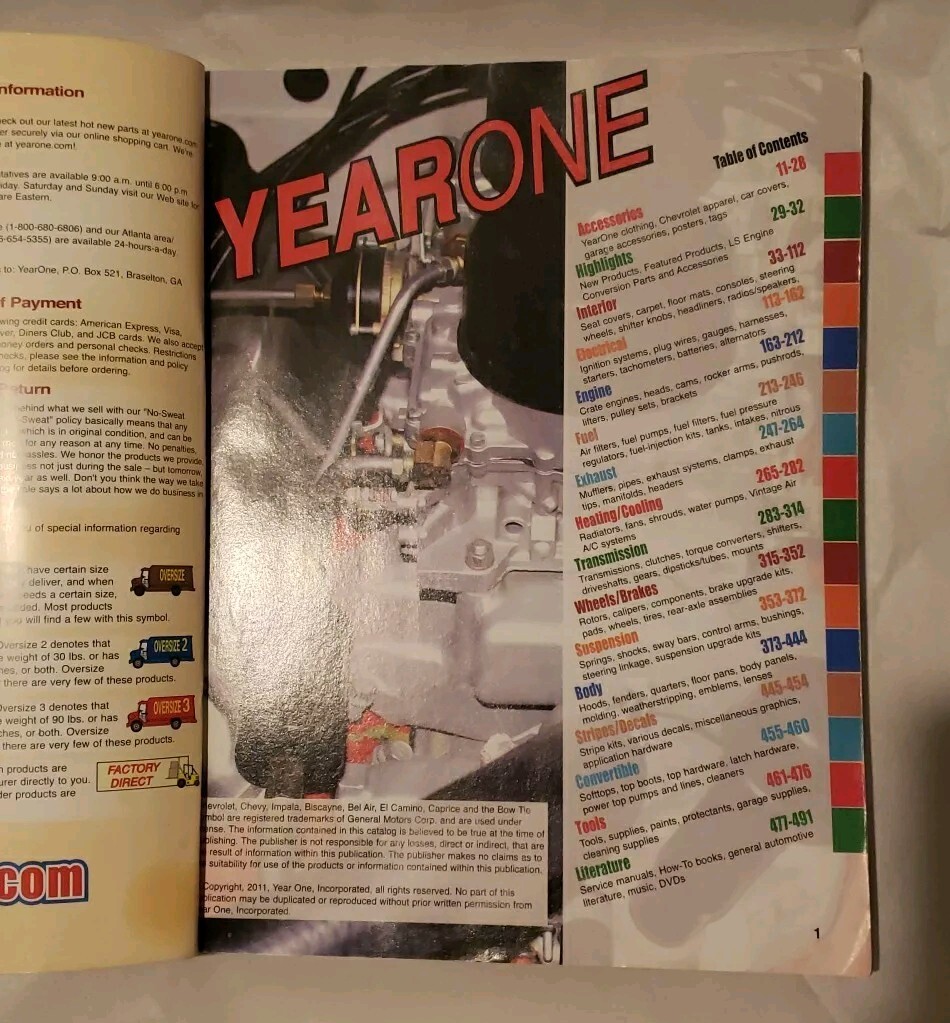 nformation
eck out our latest hot new parts at yearone.com
er securely via our online shopping cart. We're
at yearone.com!
tatives are available 9:00 a.m. until 6:00 p.m
day. Saturday and Sunday visit our Web site for
are Eastern.
(1-800-680-6806) and our Atlanta area/
6-654-5355) are available 24-hours-a-day.
to: YearOne, P.O. Box 521, Braselton, GA
f Payment
wing credit cards: American Express, Visa,
ver, Diners Club, and JCB cards. We also accept
oney orders and personal checks. Restrictions
hecks, please see the information and policy
og for details before ordering.
Return
ehind what we sell with our "No-Sweat
-Sweat" policy basically means that any
which is in original condition, and can be
for any reason at any time. No penalties,
assles. We honor the products we provide,
es not just during the sale – but tomorrow,
ar as well. Don't you think the way we take
le says a lot about how we do business in
u of special information regarding
have certain size
deliver, and when
eeds a certain size,
ded. Most products
you will find a few with this symbol.
OVERSIZE
Oversize 2 denotes that
e weight of 30 lbs. or has
hes, or both. Oversize
there are very few of these products.
OVERSIZE 2
Oversize 3 denotes that
e weight of 90 lbs. or has
ches, or both. Oversize
there are very few of these products.
OVERSIZE 3
n products are
urer directly to you.
der products are
FACTORY
DIRECT
com
YEARONE
evrolet, Chevy, Impala, Biscayne, Bel Air, El Camino, Caprice and the Bow Tie
mbol are registered trademarks of General Motors Corp. and are used under
ense. The information contained in this catalog is believed to be true at the time of
blishing. The publisher is not responsible for any losses, direct or indirect, that are
result of information within this publication. The publisher makes no claims as to
suitability for use of the products or information contained within this publication.
Copyright, 2011, Year One, Incorporated, all rights reserved. No part of this
blication may be duplicated or reproduced without prior written permission from
ar One, Incorporated.
Table of Contents
Accessories 11-28
YearOne clothing, Chevrolet apparel, car covers,
garage accessories, posters, tags
Highlights 29-32
New Products, Featured Products, LS Engine
Conversion Parts and Accessories
Interior 33-112
Seat covers, carpet, floor mats, consoles, steering
wheels, shifter knobs, headliners, radios/speakers,
Electrical 113-162
Ignition systems, plug wires, gauges, harnesses,
starters, tachometers, batteries, alternators
Engine 163-212
Crate engines, heads, cams, rocker arms, pushrods,
lifters, pulley sets, brackets
Fuel 213-246
Air filters, fuel pumps, fuel filters, fuel pressure
regulators, fuel-injection kits, tanks, intakes, nitrous
Exhaust 247-264
Mufflers, pipes, exhaust systems, clamps, exhaust
tips, manifolds, headers
Heating/Cooling 265-282
Radiators, fans, shrouds, water pumps, Vintage Air
A/C systems
Transmission 283-314
Transmissions, clutches, torque converters, shifters,
driveshafts, gears, dipsticks/tubes, mounts
Wheels/Brakes 315-352
Rotors, calipers, components, brake upgrade kits,
pads, wheels, tires, rear-axle assemblies
Suspension 353-372
Springs, shocks, sway bars, control arms, bushings,
steering linkage, suspension upgrade kits
Body 373-444
Hoods, fenders, quarters, floor pans, body panels,
molding, weatherstripping, emblems, lenses
Stripes/Decals 445-454
Stripe kits, various decals, miscellaneous graphics,
application hardware
Convertible 455-460
Softtops, top boots, top hardware, latch hardware,
power top pumps and lines, cleaners
Tools 461-476
Tools, supplies, paints, protectants, garage supplies,
cleaning supplies
Literature 477-491
Service manuals, How-To books, general automotive
literature, music, DVDs
1